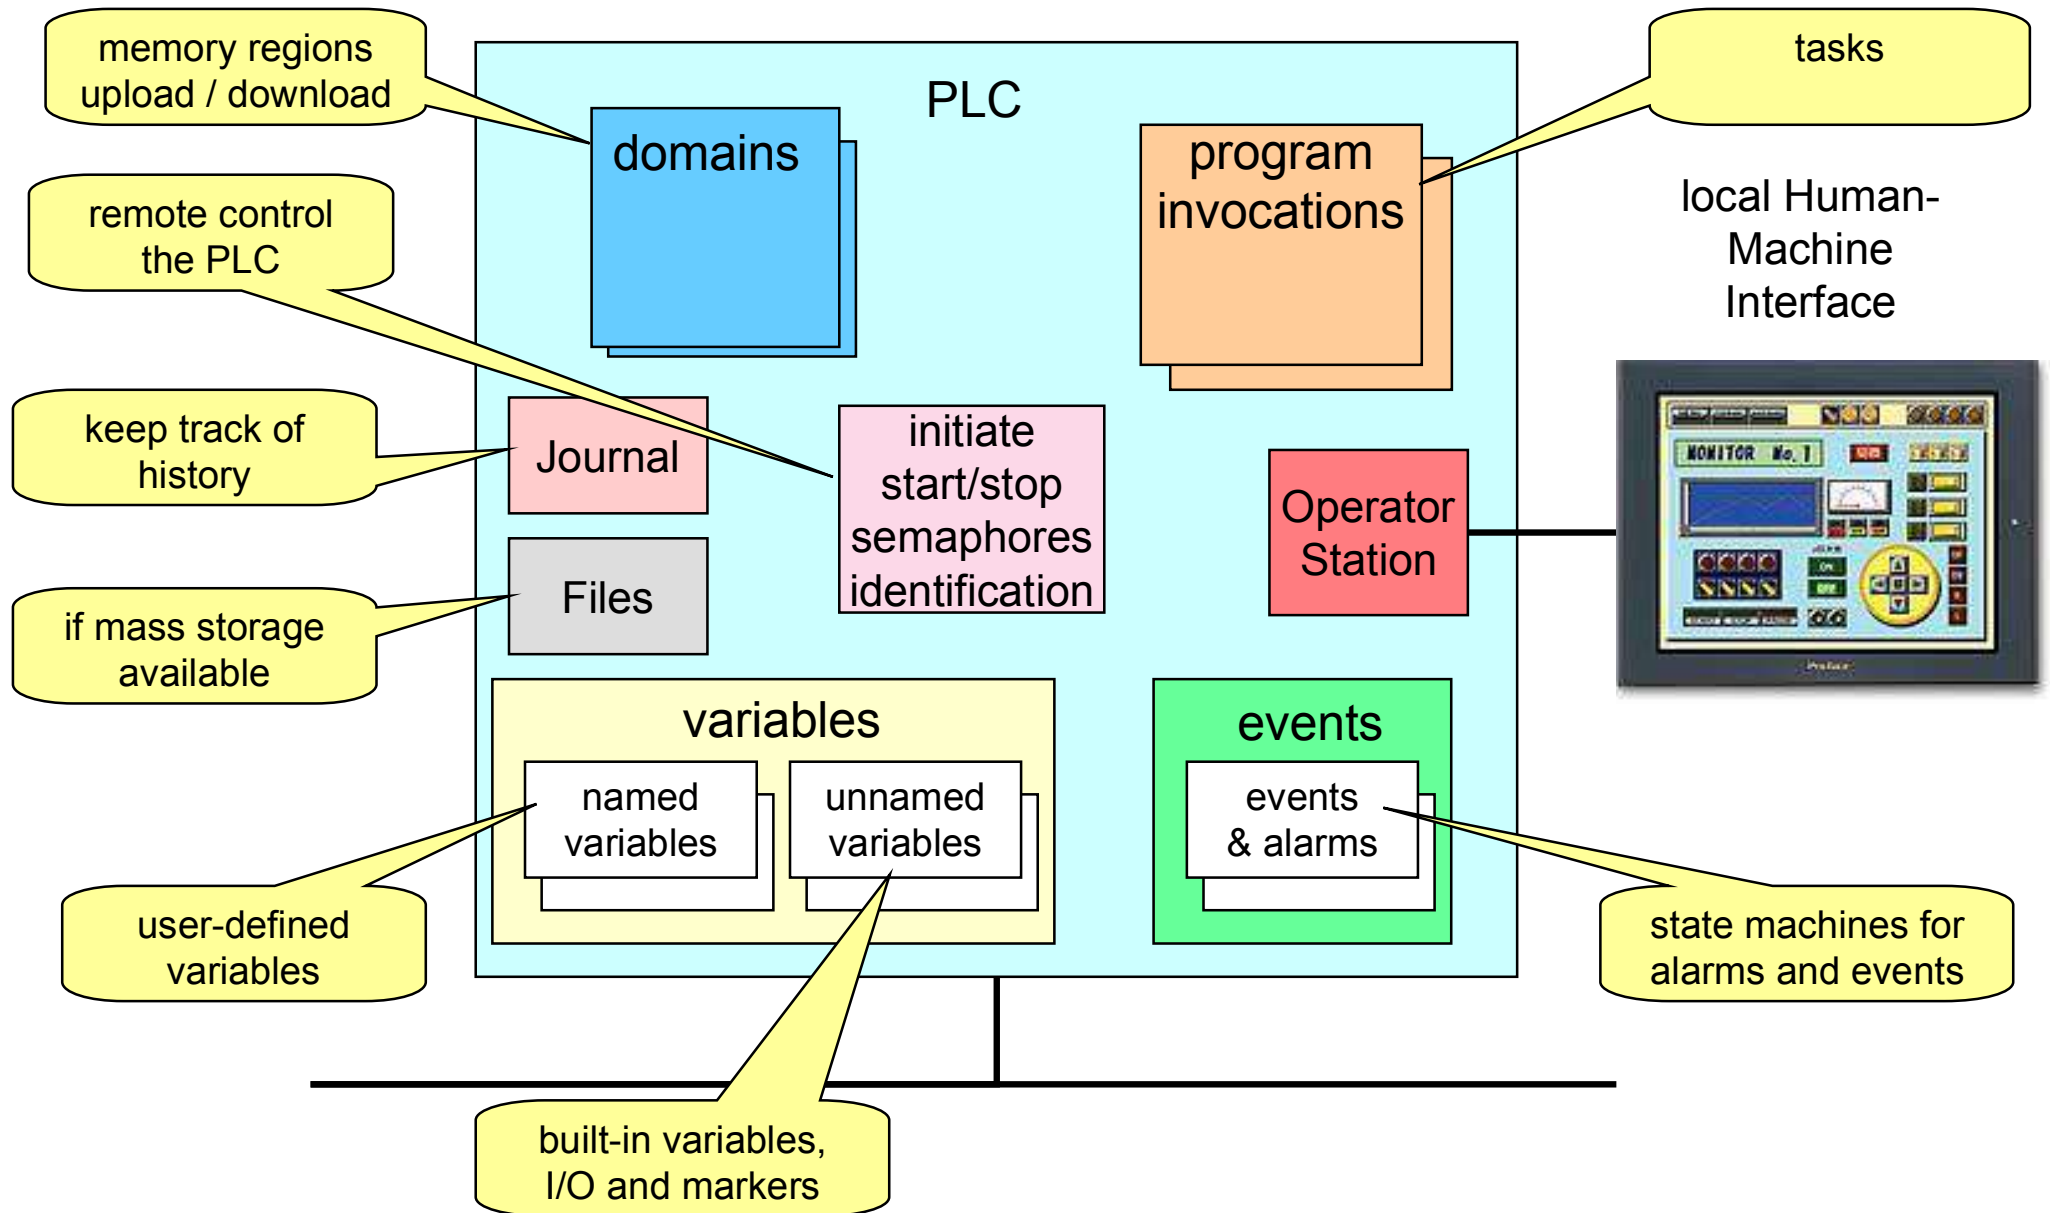 memory regions
upload / download
PLC
tasks
domains
program
invocations
remote control
the PLC
local Human-
Machine
Interface
keep track of
history
Journal
initiate
start/stop
semaphores
identification
Operator
Station
MONITOR No.1
if mass storage
available
Files
variables
events
named
variables
unnamed
variables
events
& alarms
user-defined
variables
state machines for
alarms and events
built-in variables,
I/O and markers